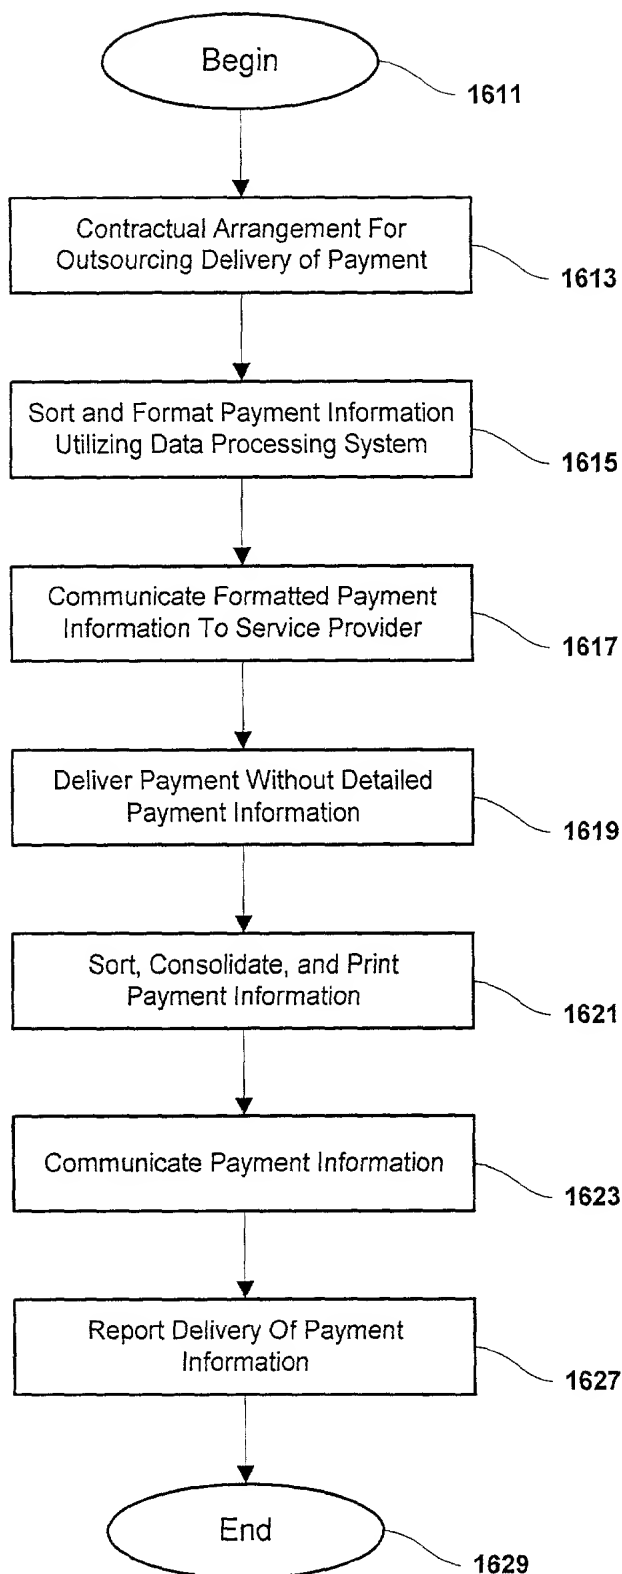 Begin
1611
Contractual Arrangement For
Outsourcing Delivery of Payment
1613
Sort and Format Payment Information
Utilizing Data Processing System
1615
Communicate Formatted Payment
Information To Service Provider
1617
Deliver Payment Without Detailed
Payment Information
1619
Sort, Consolidate, and Print
Payment Information
1621
Communicate Payment Information
1623
Report Delivery Of Payment
Information
1627
End
1629